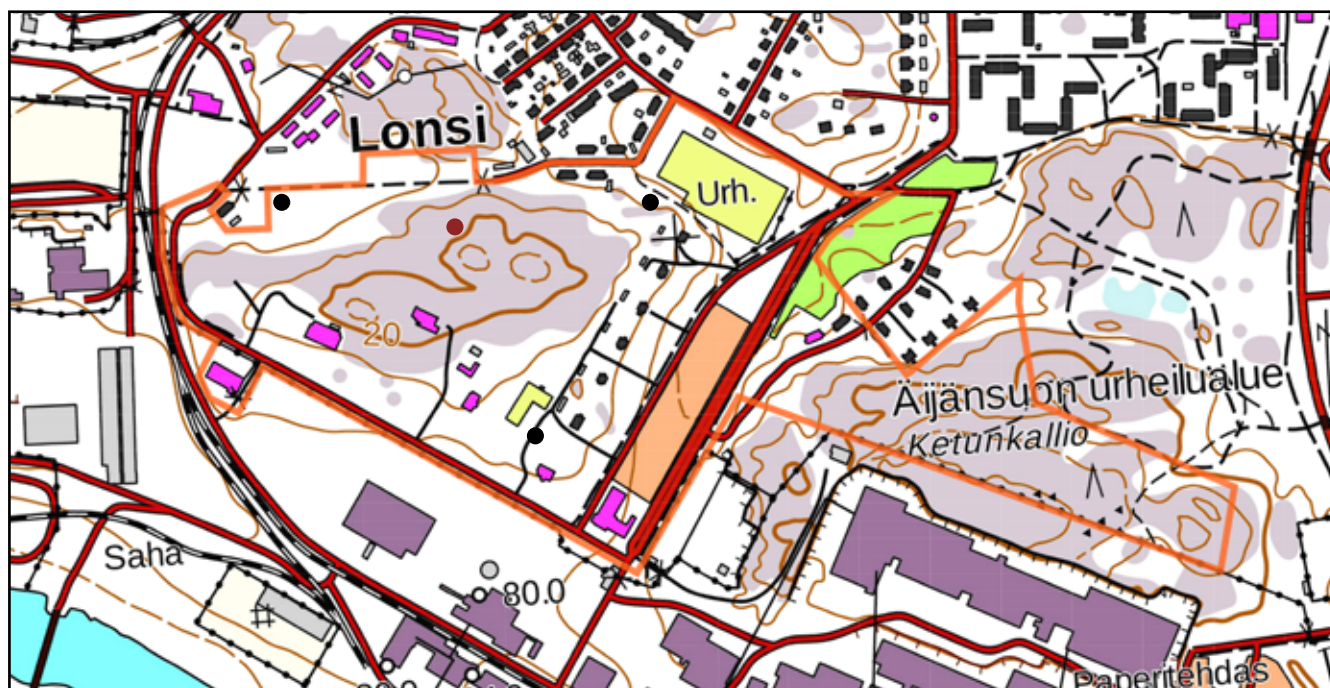 Lonsi
Urh.
20
Äijänsuon urheilualue
Ketunkallio
Saha
80.0
Paperitehdas